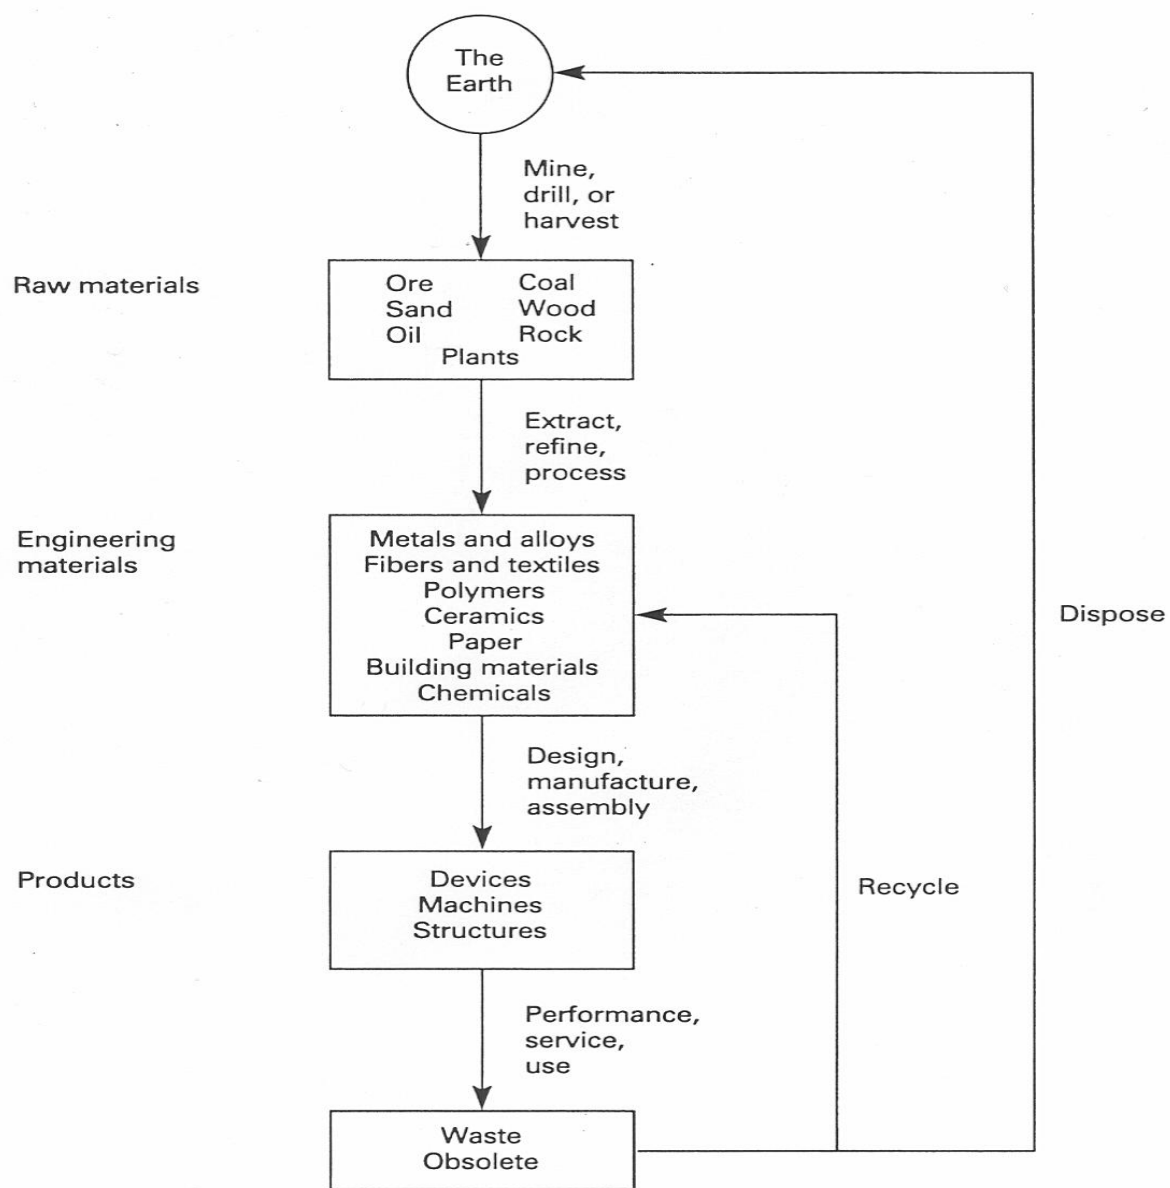 The
Earth
Mine,
drill, or
harvest
Raw materials
Ore Coal
Sand Wood
Oil Rock
Plants
Extract,
refine,
process
Engineering
materials
Metals and alloys
Fibers and textiles
Polymers
Ceramics
Paper
Building materials
Chemicals
Dispose
Design,
manufacture,
assembly
Products
Devices
Machines
Structures
Recycle
Performance,
service,
use
Waste
Obsolete